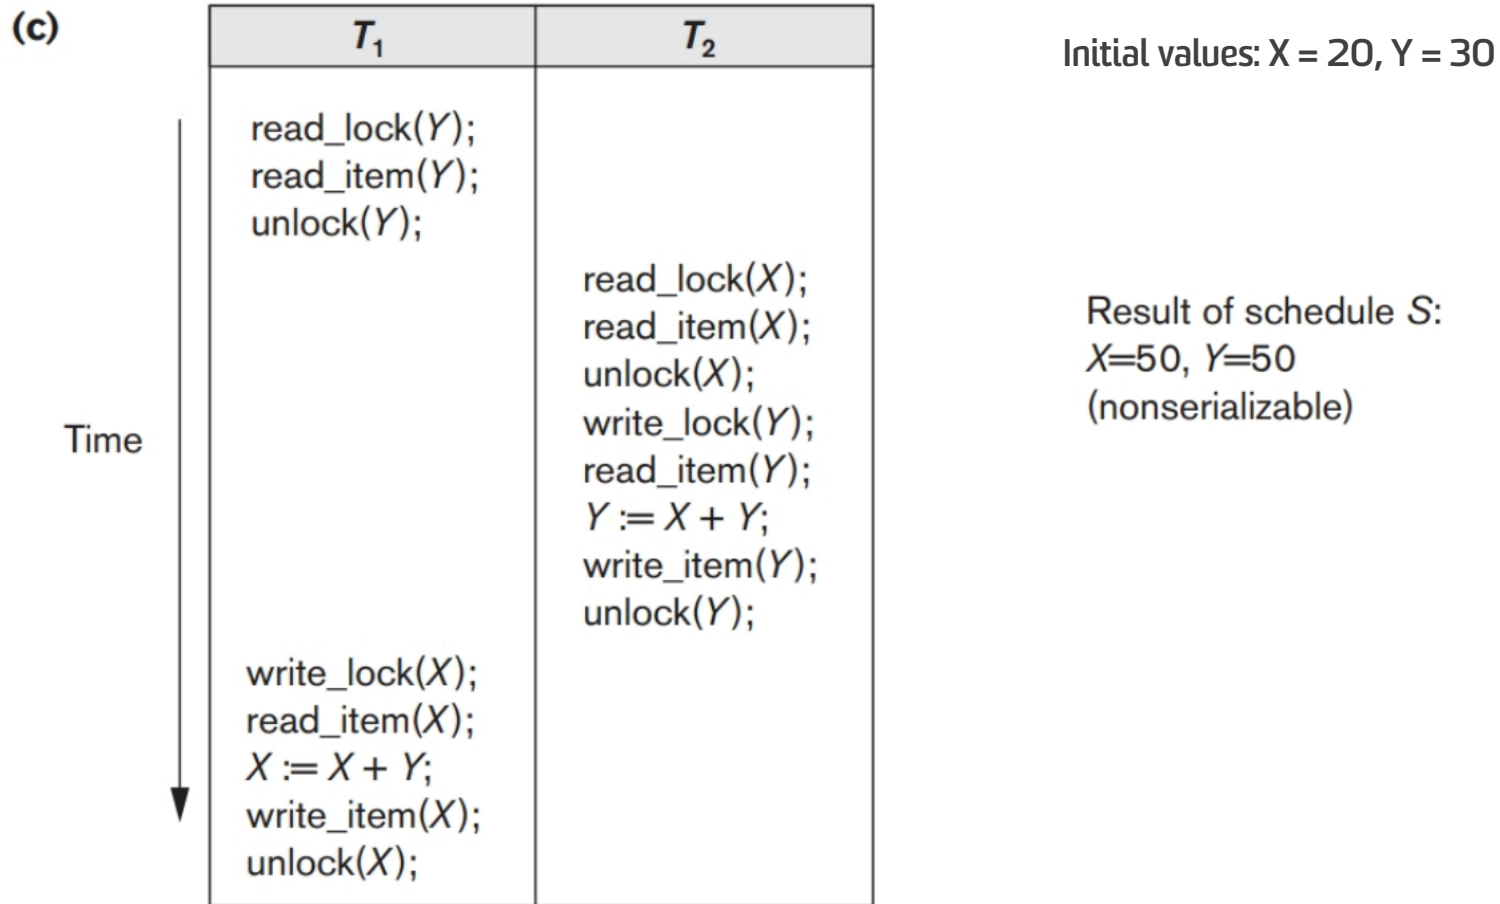 (c)
T1
T2
Initial values: X = 20, Y = 30
read_lock(Y);
read_item(Y);
unlock(Y);
read_lock(X);
read_item(X);
unlock(X);
write_lock(Y);
read_item(Y);
Y := X + Y;
write_item(Y);
unlock(Y);
Result of schedule S:
X=50, Y=50
(nonserializable)
Time
write_lock(X);
read_item(X);
X := X + Y;
write_item(X);
unlock(X);